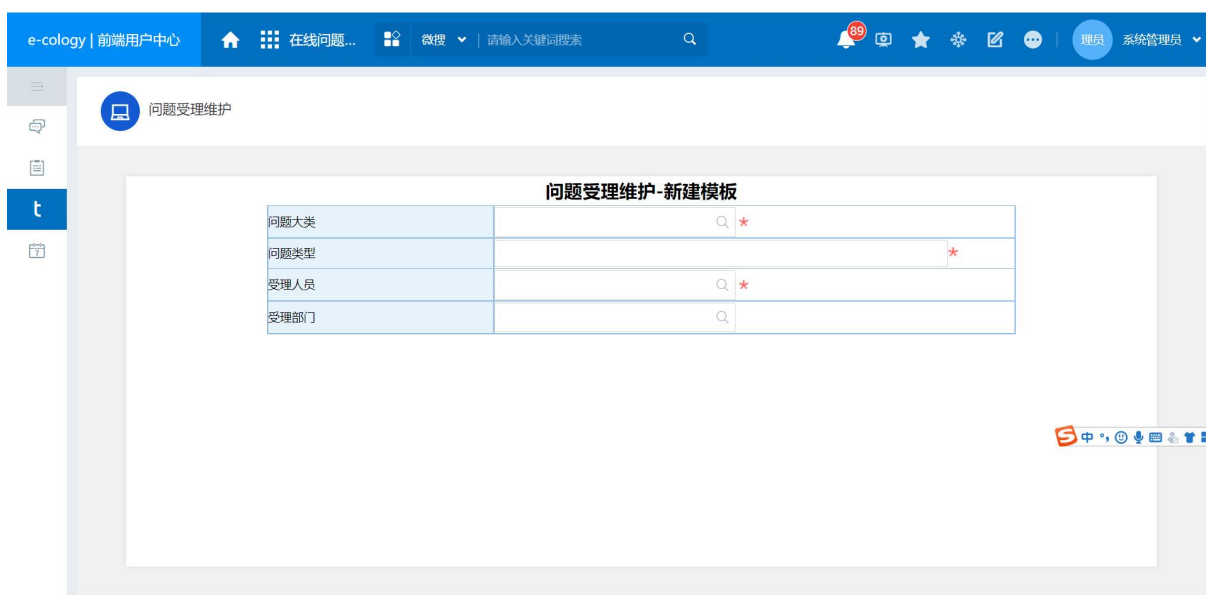 e-cology | 前端用户中心 在线问题... 微搜 请输入关键词搜索 89 理员 系统管理员
问题受理维护
t
7
问题受理维护-新建模板
问题大类 *
问题类型 *
受理人员 *
受理部门
S 中 °,